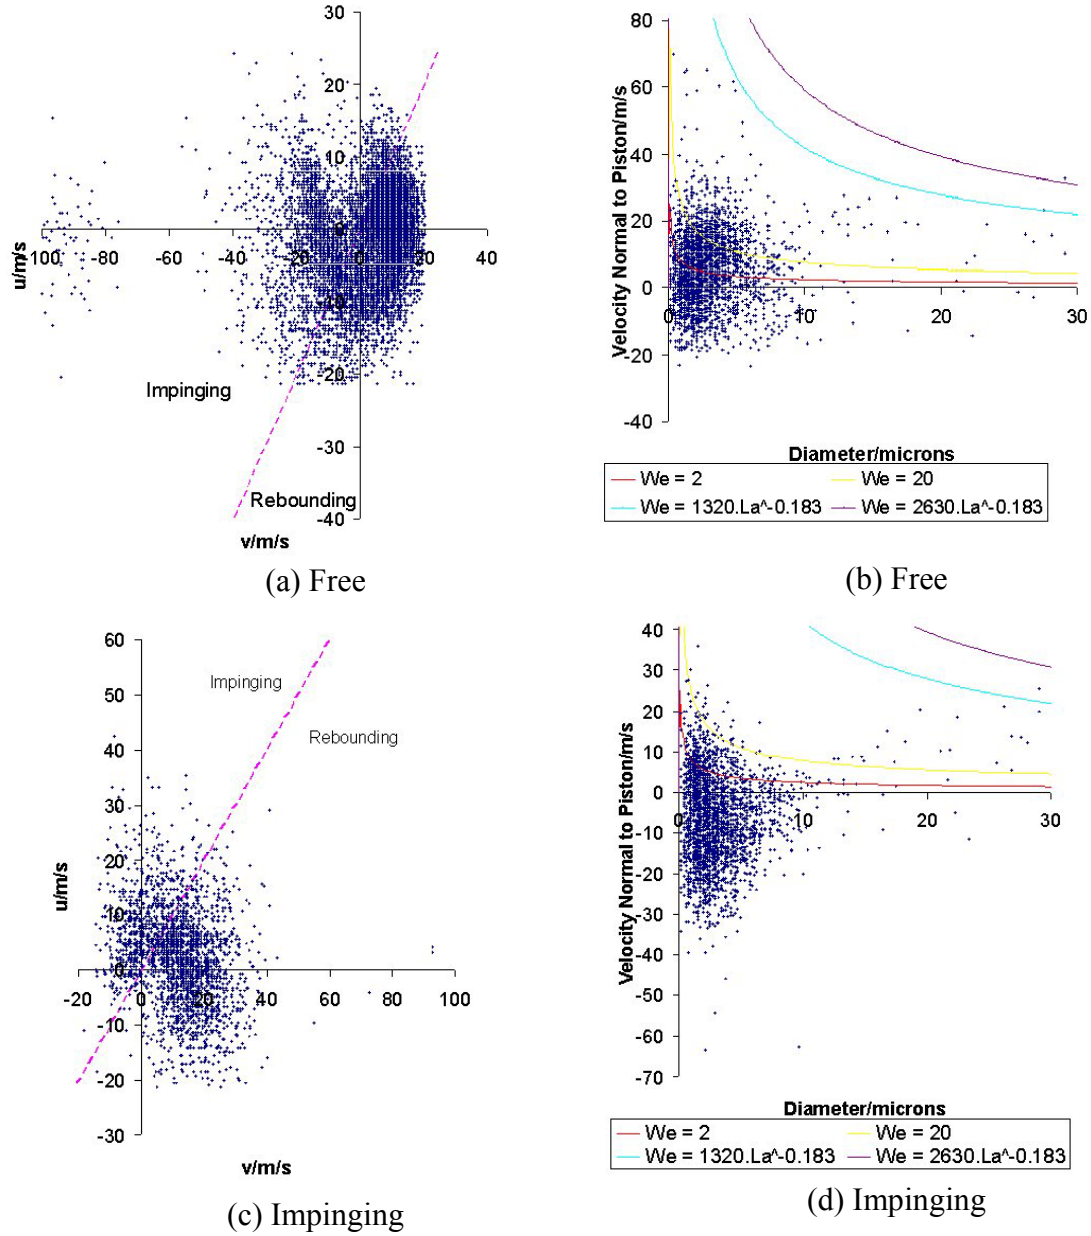 30
20
10
0
-100
-80
-60
-40
-20
20
40
-10
-20
-30
-40
u/m/s
Impinging
Rebounding
v/m/s
(a) Free
80
60
40
20
0
0
10
20
30
-20
-40
Velocity Normal to Piston/m/s
Diameter/microns
We = 2
We = 20
We = 1320.La^-0.183
We = 2630.La^-0.183
(b) Free
60
50
40
30
20
10
0
-20
0
20
40
60
80
100
-10
-20
-30
u/m/s
Impinging
Rebounding
v/m/s
(c) Impinging
40
30
20
10
0
0
10
20
30
-10
-20
-30
-40
-50
-60
-70
Velocity Normal to Piston/m/s
Diameter/microns
We = 2
We = 20
We = 1320.La^-0.183
We = 2630.La^-0.183
(d) Impinging